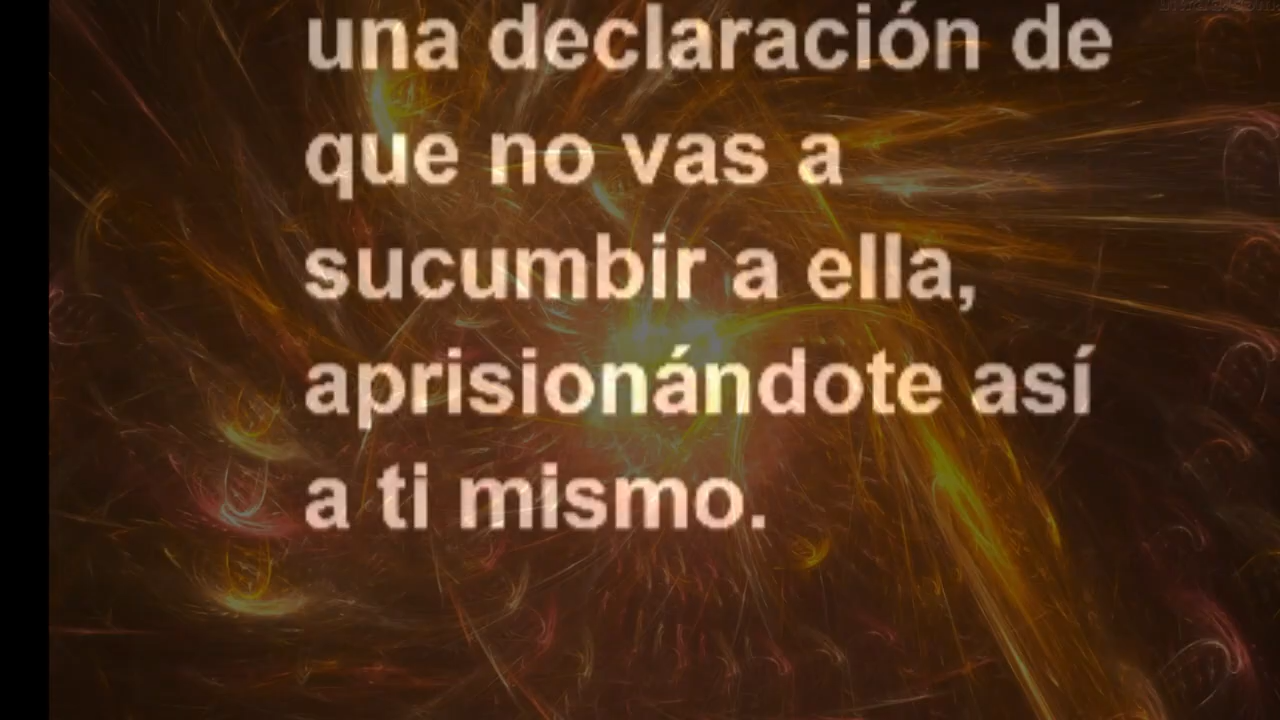 una declaración de
que no vas a
sucumbir a ella,
aprisionándote así
a ti mismo.